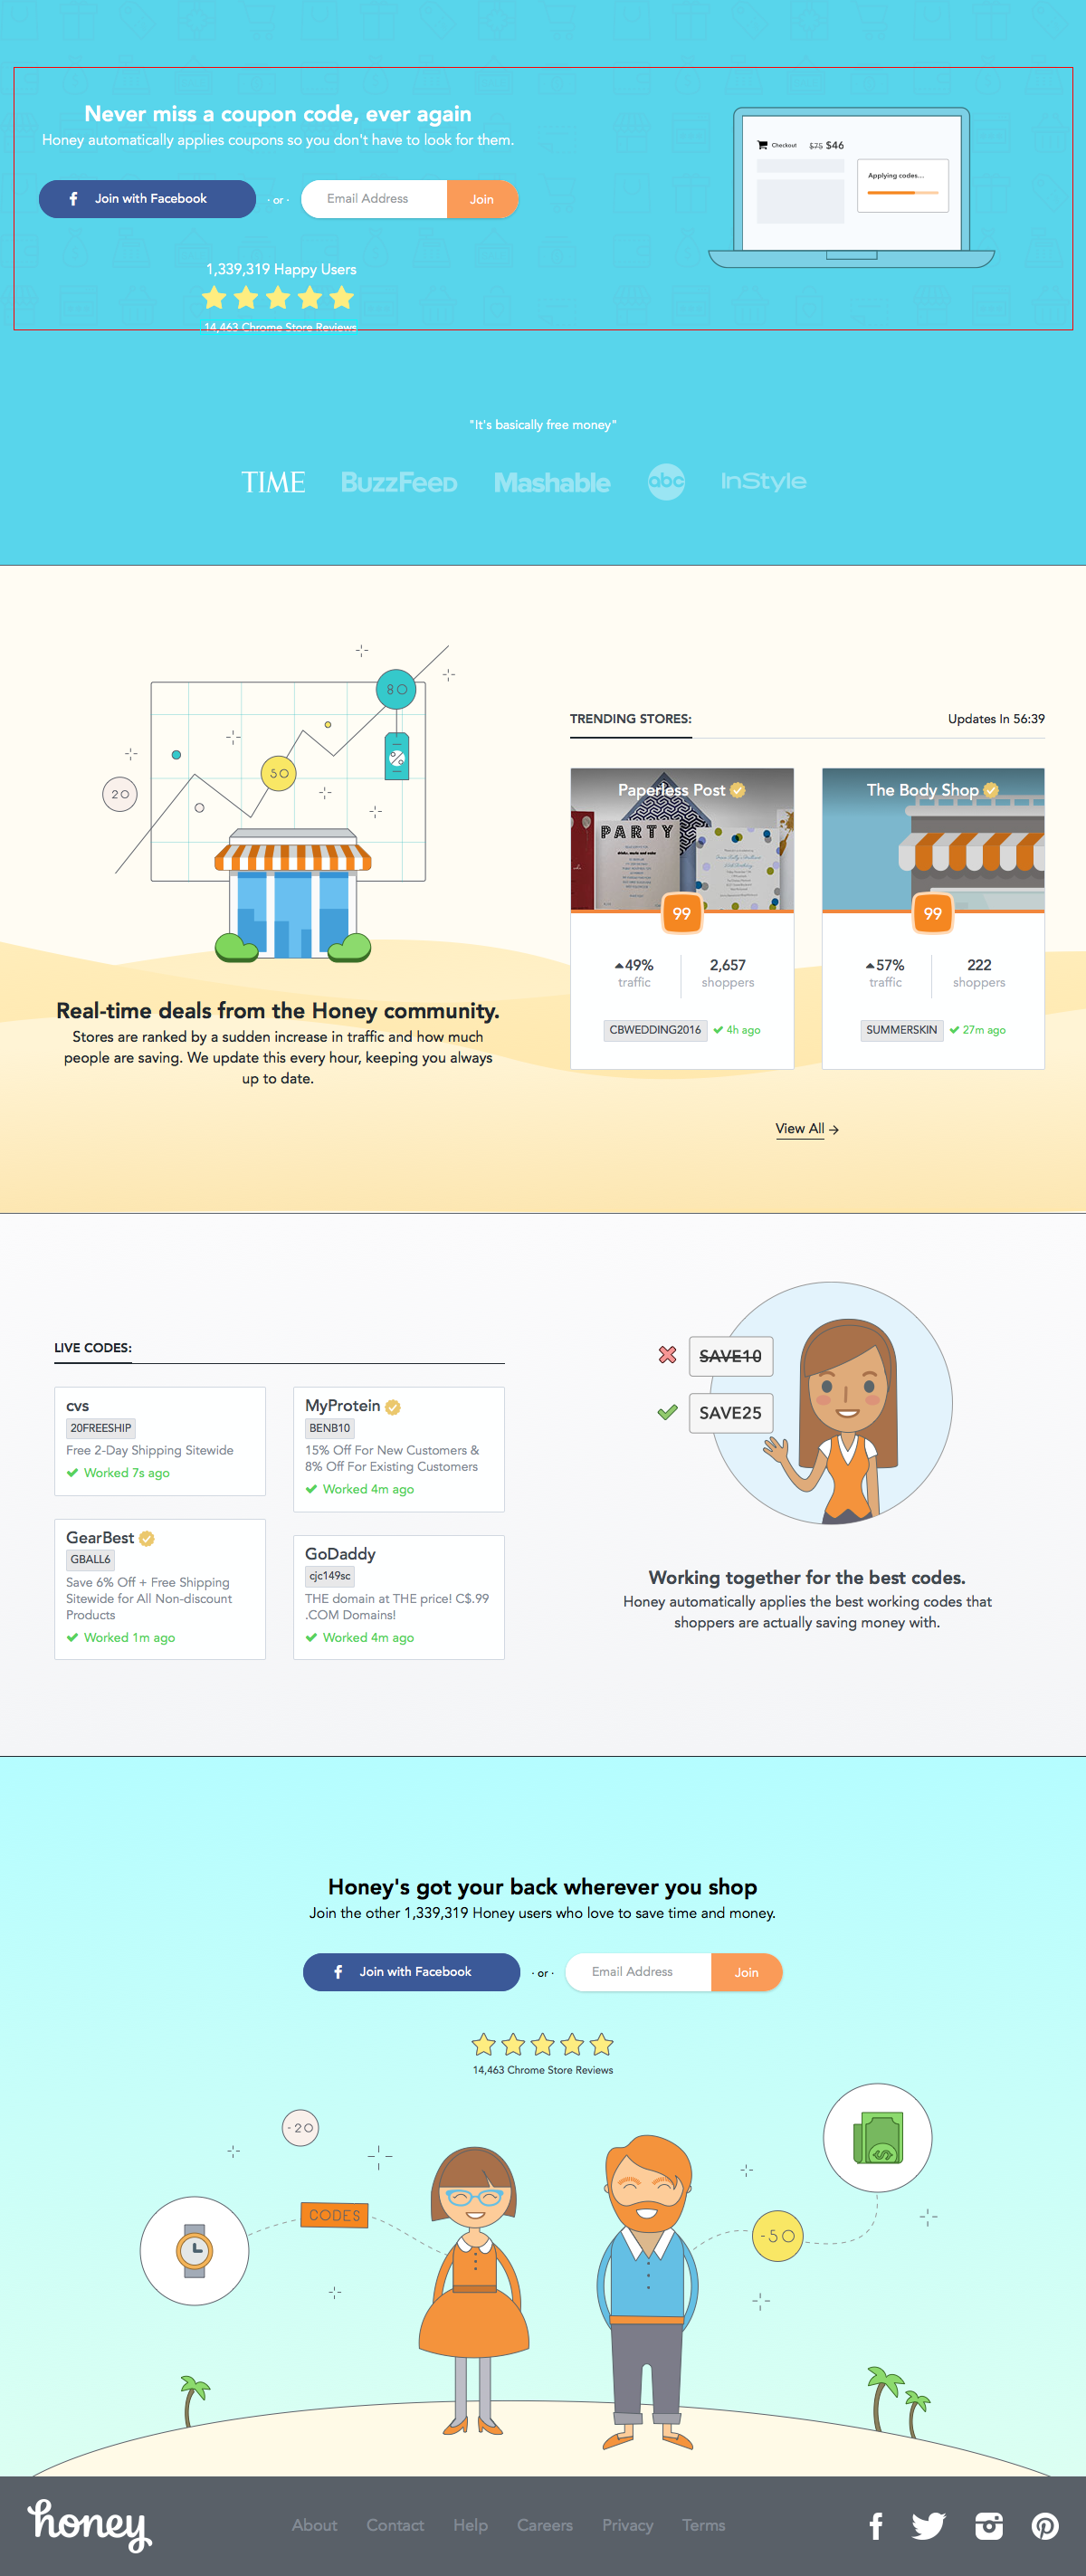 Never miss a coupon code, ever again
Honey automatically applies coupons so you don't have to look for them.
Join with Facebook
· or ·
Email Address
Join
1,339,319 Happy Users
14,463 Chrome Store Reviews
Checkout $75 $46
Applying codes...
"It's basically free money"
TIME BuzzFeed Mashable abc InStyle
80
50
20
Real-time deals from the Honey community.
Stores are ranked by a sudden increase in traffic and how much
people are saving. We update this every hour, keeping you always
up to date.
TRENDING STORES:
Updates In 56:39
Paperless Post
PARTY
99
49%
traffic
2,657
shoppers
CBWEDDING2016 4h ago
The Body Shop
99
57%
traffic
222
shoppers
SUMMERSKIN 27m ago
View All
LIVE CODES:
cvs
20FREESHIP
Free 2-Day Shipping Sitewide
Worked 7s ago
MyProtein
BENB10
15% Off For New Customers &
8% Off For Existing Customers
Worked 4m ago
GearBest
GBALL6
Save 6% Off + Free Shipping
Sitewide for All Non-discount
Products
Worked 1m ago
GoDaddy
cjc149sc
THE domain at THE price! C$.99
.COM Domains!
Worked 4m ago
SAVE10
SAVE25
Working together for the best codes.
Honey automatically applies the best working codes that
shoppers are actually saving money with.
Honey's got your back wherever you shop
Join the other 1,339,319 Honey users who love to save time and money.
Join with Facebook
· or ·
Email Address
Join
14,463 Chrome Store Reviews
-20
CODES
-50
$
honey
About Contact Help Careers Privacy Terms